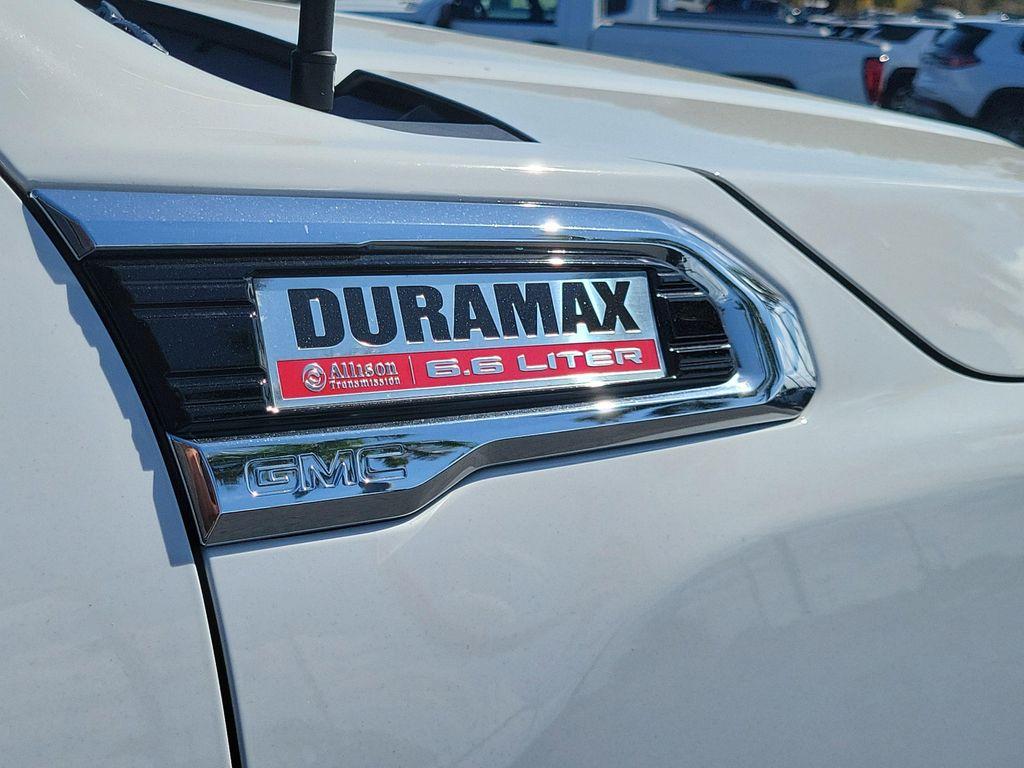 DURAMAX
Allison
Transmission
6.6 LITER
GMC